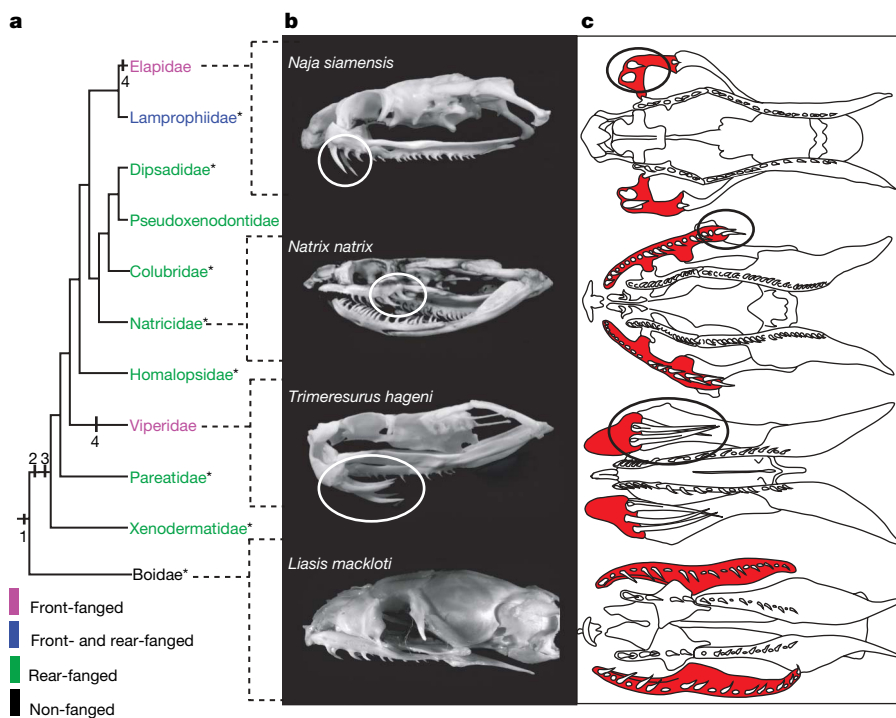 a
b
c
Elapidae
4
Lamprophiidae*
Dipsadidae*
Pseudoxenodontidae
Colubridae*
Natricidae*
Homalopsidae*
Viperidae
4
2 3
Pareatidae*
Xenodermatidae*
1
Boidae*
Front-fanged
Front- and rear-fanged
Rear-fanged
Non-fanged
Naja siamensis
Natrix natrix
Trimeresurus hageni
Liasis mackloti